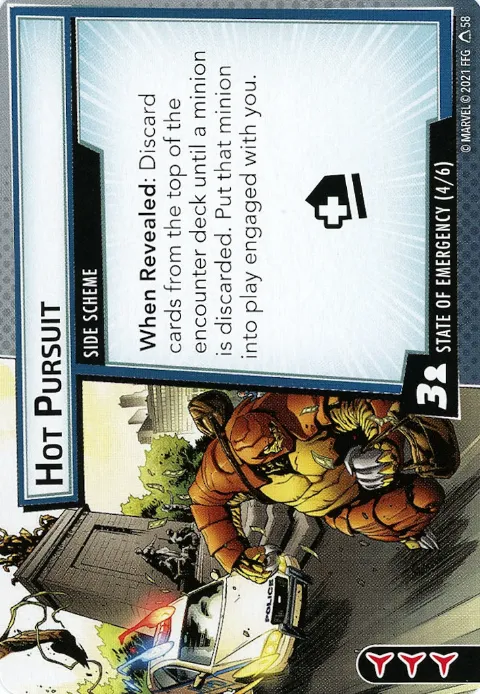 HOT PURSUIT
SIDE SCHEME
When Revealed: Discard
cards from the top of the
encounter deck until a minion
is discarded. Put that minion
into play engaged with you.
3
STATE OF EMERGENCY (4/6)
© MARVEL © 2021 FFG 58
POLICE